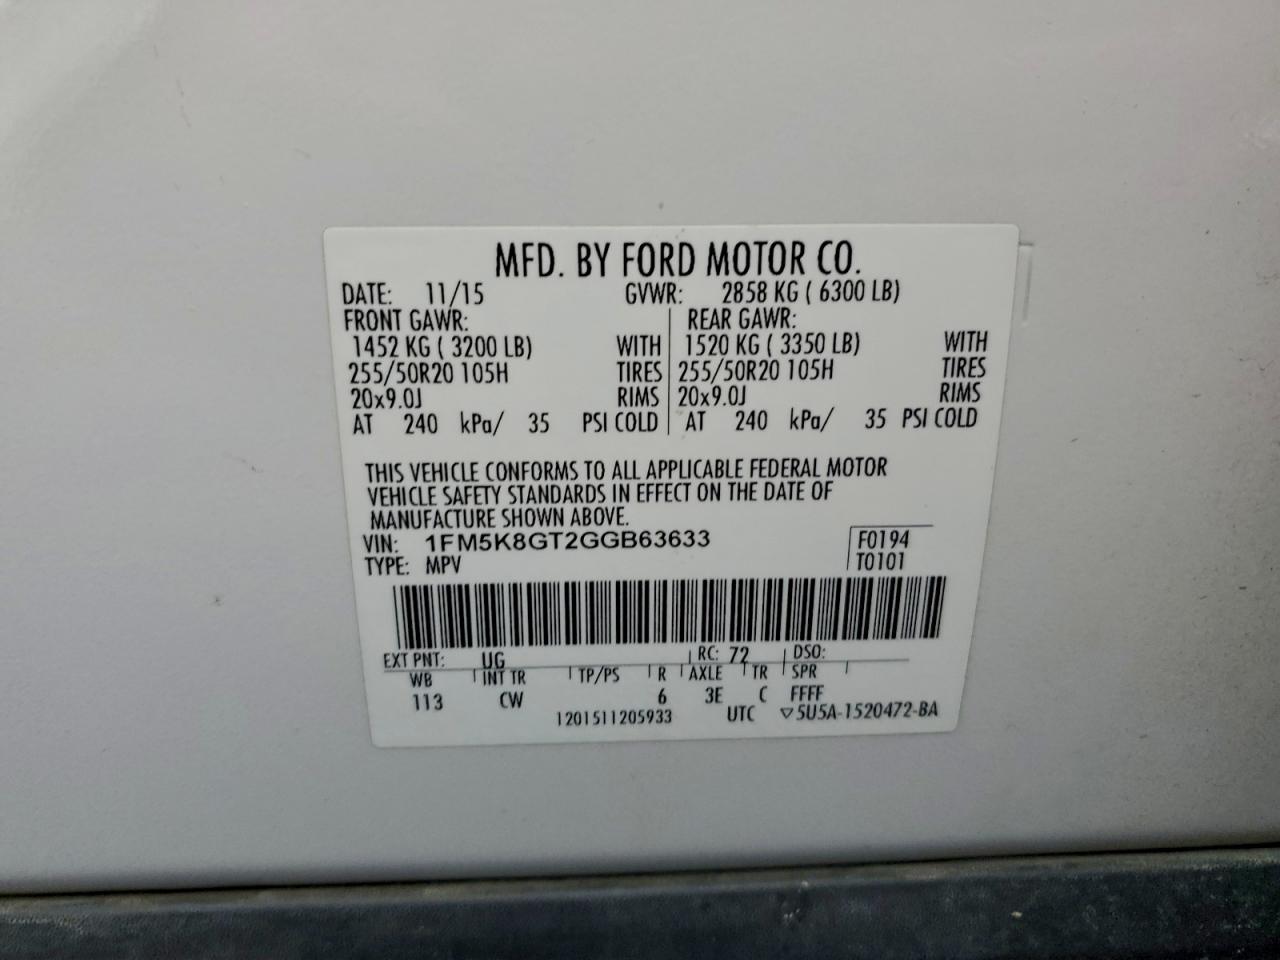 MFD. BY FORD MOTOR CO.
DATE: 11/15 GVWR: 2858 KG ( 6300 LB)
FRONT GAWR: REAR GAWR:
1452 KG ( 3200 LB) WITH 1520 KG ( 3350 LB) WITH
255/50R20 105H TIRES 255/50R20 105H TIRES
20x9.0J RIMS 20x9.0J RIMS
AT 240 kPa/ 35 PSI COLD AT 240 kPa/ 35 PSI COLD
THIS VEHICLE CONFORMS TO ALL APPLICABLE FEDERAL MOTOR
VEHICLE SAFETY STANDARDS IN EFFECT ON THE DATE OF
MANUFACTURE SHOWN ABOVE.
VIN: 1FM5K8GT2GGB63633 F0194
TYPE: MPV T0101
EXT PNT: UG RC: 72 DSO:
WB INT TR TP/PS R AXLE TR SPR
113 CW 6 3E C FFFF
1201511205933 UTC ▽5U5A-1520472-BA